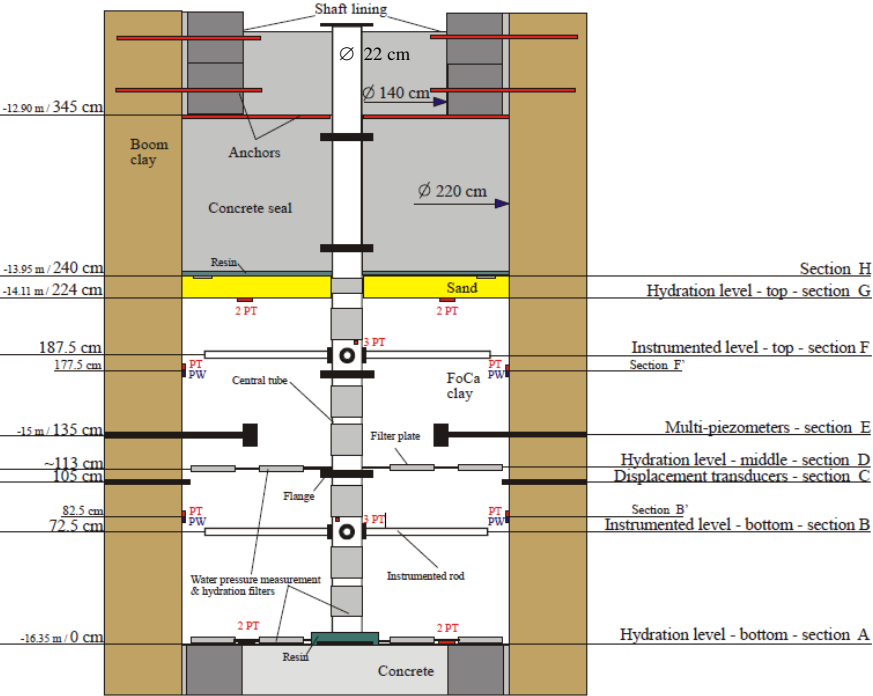 Shaft lining
∅ 22 cm
∅ 140 cm
-12.90 m / 345 cm
Boom
clay
Anchors
∅ 220 cm
Concrete seal
Resin
-13.95 m / 240 cm
Section H
Sand
-14.11 m / 224 cm
Hydration level - top - section G
2 PT
2 PT
3 PT
187.5 cm
Instrumented level - top - section F
177.5 cm
PT
PW
PT
PW
Section F'
Central tube
FoCa
clay
-15 m / 135 cm
Multi-piezometers - section E
Filter plate
~113 cm
Hydration level - middle - section D
105 cm
Displacement transducers - section C
Flange
82.5 cm
PT
PW
PT
PW
Section B'
3 PT
72.5 cm
Instrumented level - bottom - section B
Water pressure measurement
& hydration filters
Instrumented rod
2 PT
2 PT
-16.35 m / 0 cm
Hydration level - bottom - section A
Resin
Concrete